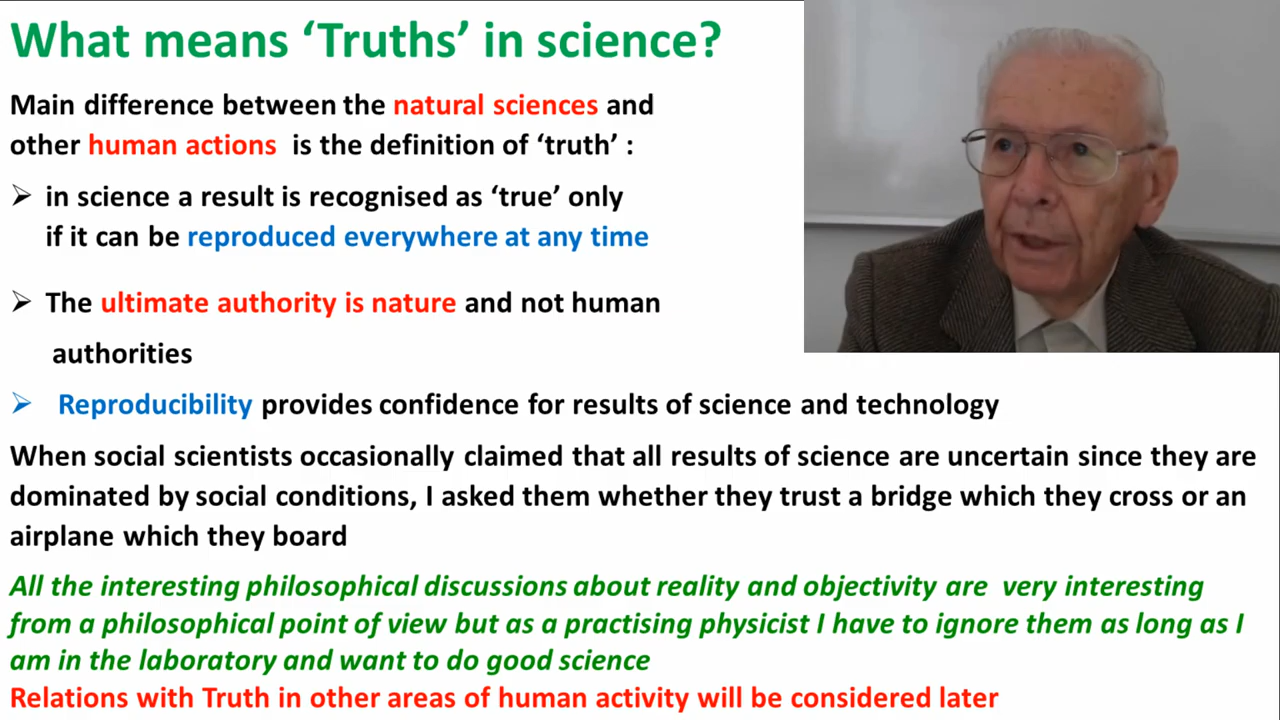 What means ‘Truths’ in science?
Main difference between the natural sciences and
other human actions is the definition of ‘truth’ :
➢ in science a result is recognised as ‘true’ only
if it can be reproduced everywhere at any time
➢ The ultimate authority is nature and not human
authorities
➢ Reproducibility provides confidence for results of science and technology
When social scientists occasionally claimed that all results of science are uncertain since they are
dominated by social conditions, I asked them whether they trust a bridge which they cross or an
airplane which they board
All the interesting philosophical discussions about reality and objectivity are very interesting
from a philosophical point of view but as a practising physicist I have to ignore them as long as I
am in the laboratory and want to do good science
Relations with Truth in other areas of human activity will be considered later